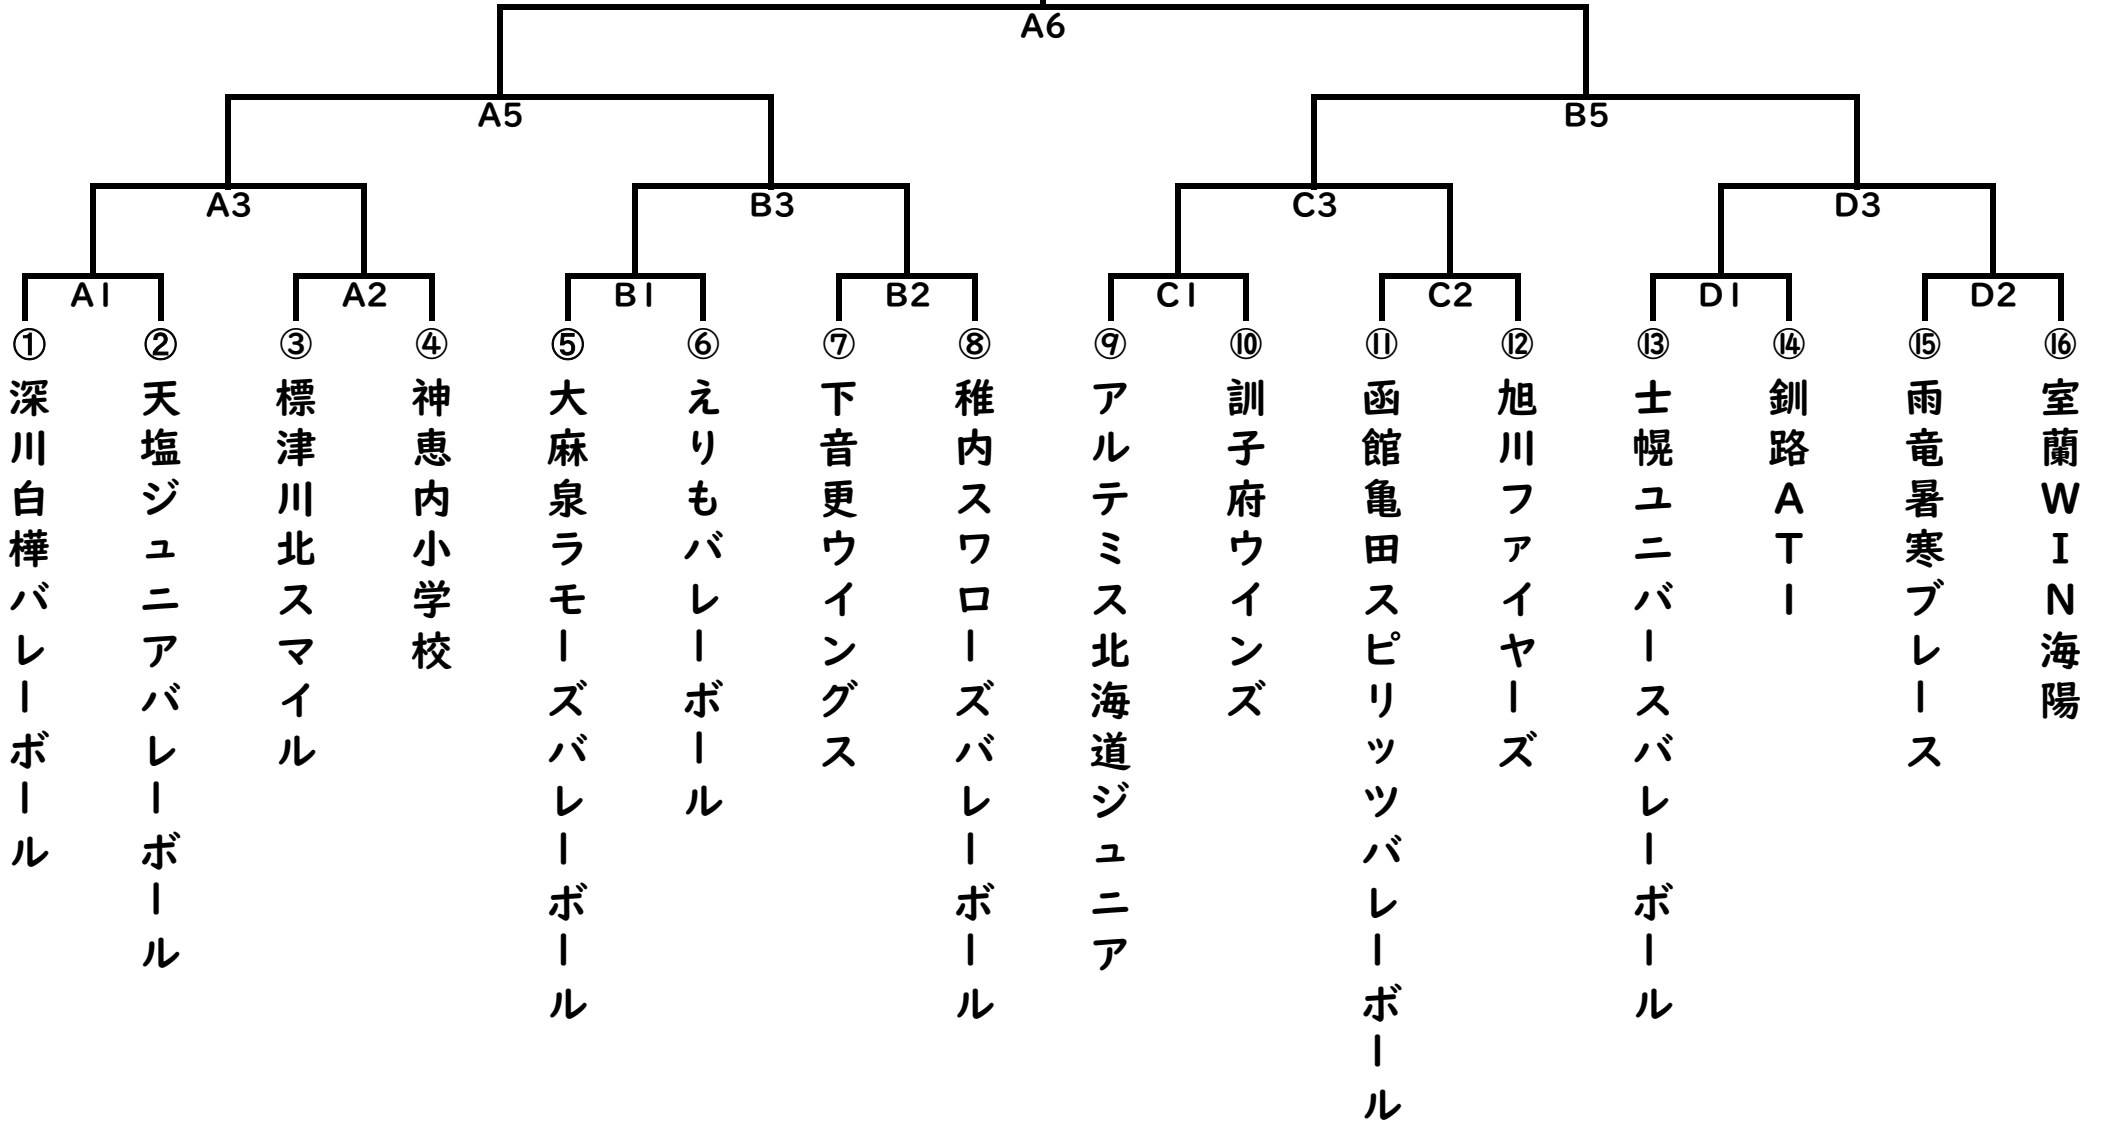 A6
A5
B5
A3
B3
C3
D3
A1
A2
B1
B2
C1
C2
D1
D2
①
②
③
④
⑤
⑥
⑦
⑧
⑨
⑩
⑪
⑫
⑬
⑭
⑮
⑯
深川白樺バレーボール
天塩ジュニアバレーボール
標津川北スマイル
神恵内小学校
大麻泉ラモーズバレーボール
えりもバレーボール
下音更ウイングス
稚内スワローズバレーボール
アルテミス北海道ジュニア
訓子府ウインズ
函館亀田スピリッツバレーボール
旭川ファイヤーズ
士幌ユニバースバレーボール
釧路ATI
雨竜暑寒ブレース
室蘭WIN海陽